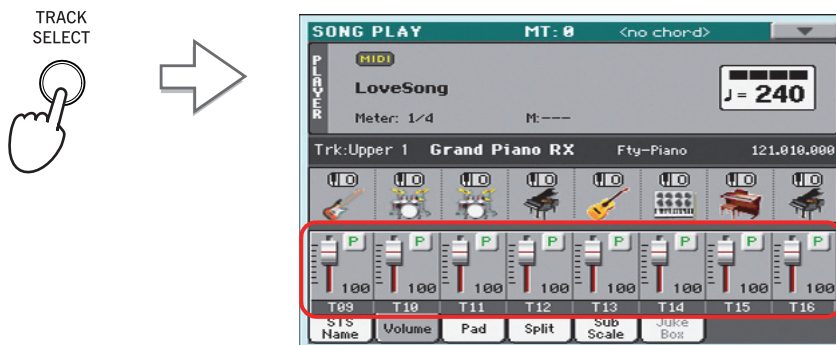 TRACK
SELECT
SONG PLAY MT: 0 <no chord>
PLAYER
MIDI
LoveSong
♩= 240
Meter: 1/4 M:---
Trk:Upper 1 Grand Piano RX Fty-Piano 121.010.000
P P P P P P P P
100 100 100 100 100 100 100 100
T09 T10 T11 T12 T13 T14 T15 T16
STS Name Volume Pad Split Sub Scale Juke Box